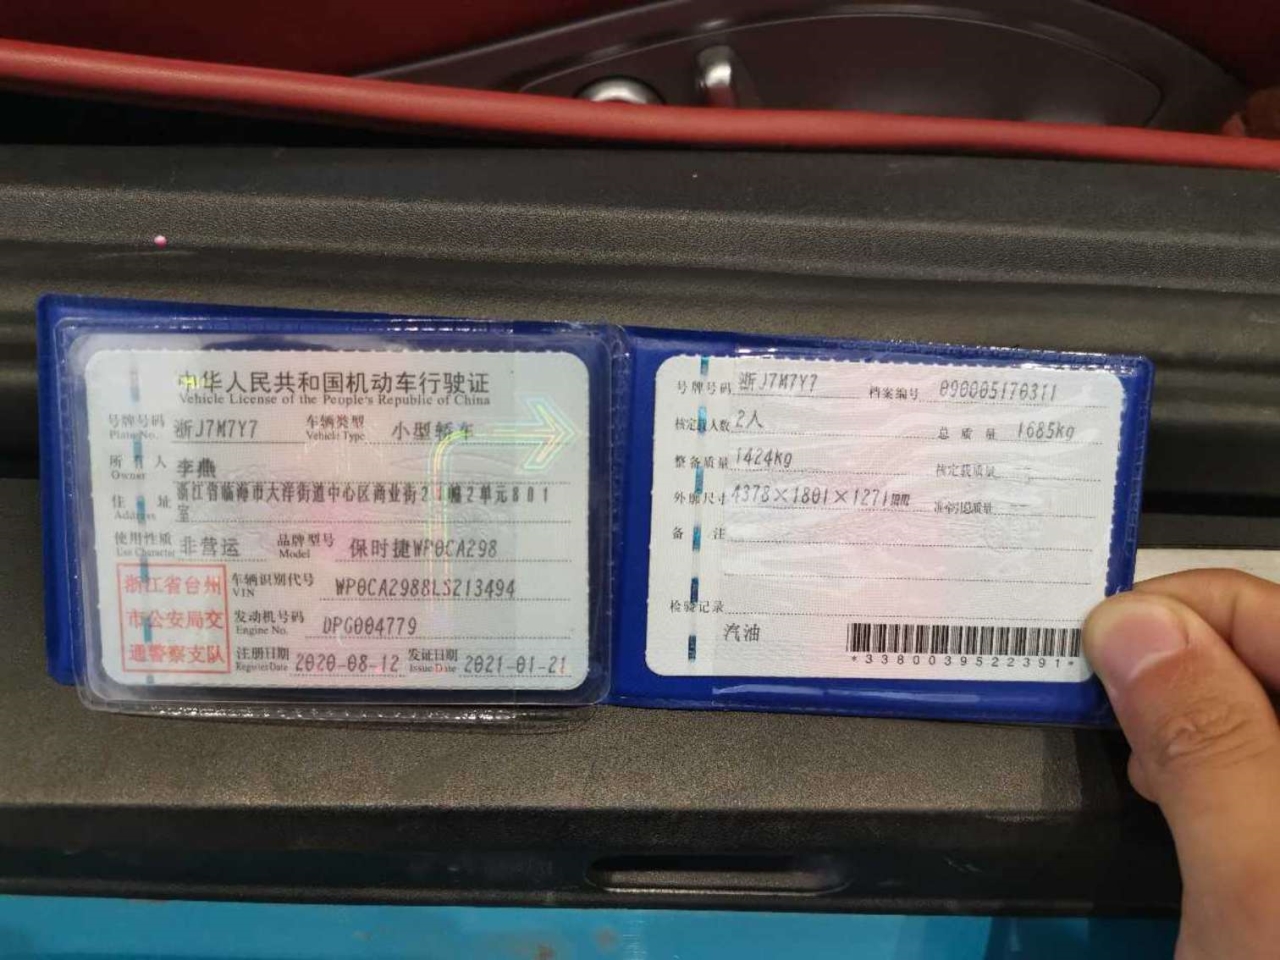 中华人民共和国机动车行驶证
Vehicle License of the People's Republic of China
号牌号码 浙J7M7Y7 车辆类型 小型轿车
Plate No. Vehicle Type
所有人 李燕
Owner
住址 浙江省临海市大洋街道中心区商业街21幢2单元801
室
Address
使用性质 非营运 品牌型号 保时捷WP0CA298
Use Character Model
浙江省台州
市公安局交
通警察支队
车辆识别代号 WP0CA2988LS213494
VIN
发动机号码 DPG004779
Engine No.
注册日期 2020-08-12 发证日期 2021-01-21
Register Date Issue Date
号牌号码 浙J7M7Y7 档案编号 090005170311
核定载人数 2人 总质量 1685kg
整备质量 1424kg 核定载质量 --
外廓尺寸 4378×1801×1271mm 准牵引总质量 --
备注
检验记录
汽油
*3380039522391*